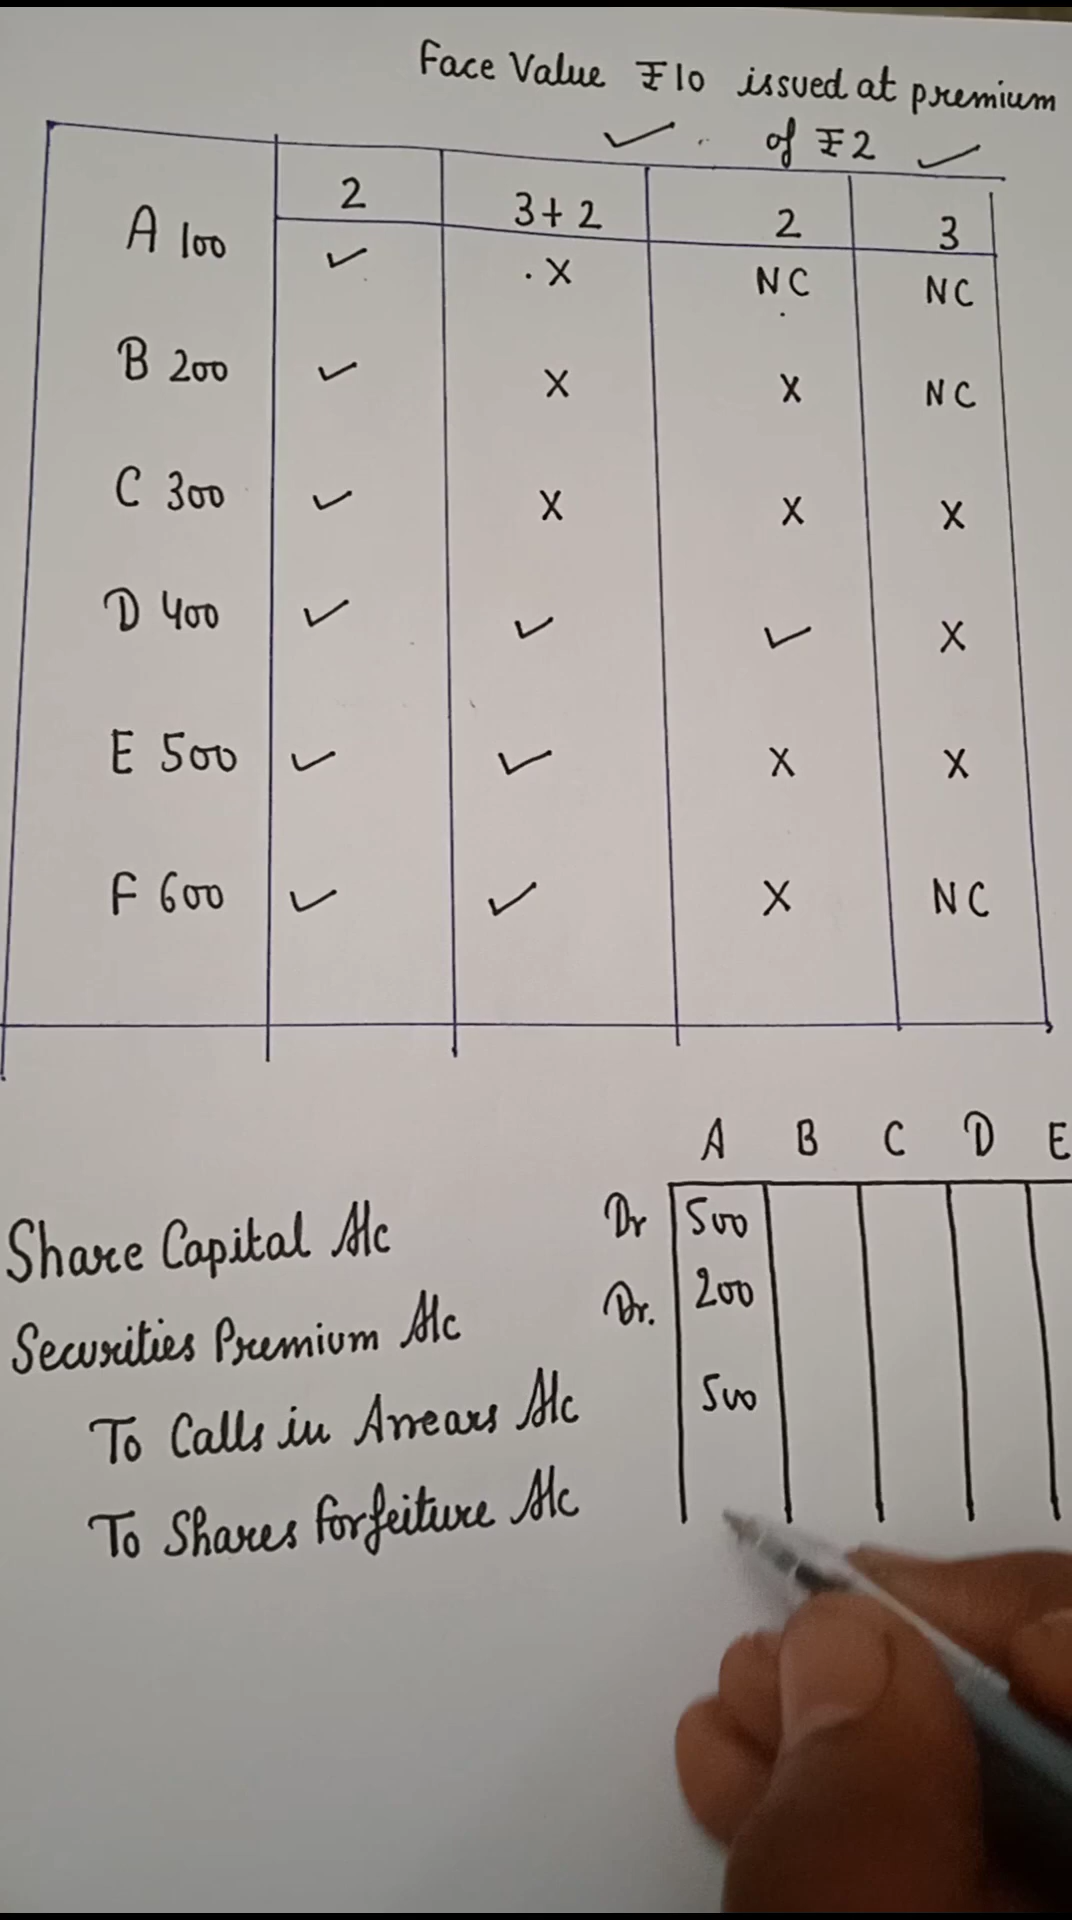 Face Value ₹10 issued at premium
✓ of ₹2 ✓
2 3+2 2 3
A 100 ✓ X NC NC
B 200 ✓ X X NC
C 300 ✓ X X X
D 400 ✓ ✓ ✓ X
E 500 ✓ ✓ X X
F 600 ✓ ✓ X NC
A B C D E
Share Capital A/c Dr 500
Securities Premium A/c Dr. 200
To Calls in Arrears A/c 500
To Shares Forfeiture A/c